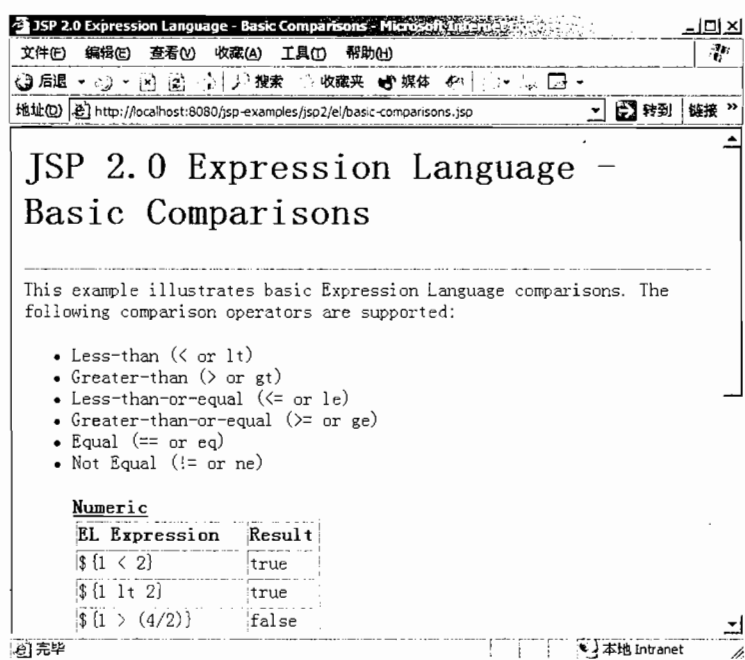 JSP 2.0 Expression Language - Basic Comparisons - Microsoft Internet
文件(F) 编辑(E) 查看(V) 收藏(A) 工具(T) 帮助(H)
后退 搜索 收藏夹 媒体
地址(D) http://localhost:8080/jsp-examples/jsp2/el/basic-comparisons.jsp 转到 链接 »
JSP 2.0 Expression Language -
Basic Comparisons
This example illustrates basic Expression Language comparisons. The
following comparison operators are supported:
• Less-than (< or lt)
• Greater-than (> or gt)
• Less-than-or-equal (<= or le)
• Greater-than-or-equal (>= or ge)
• Equal (== or eq)
• Not Equal (!= or ne)
Numeric
EL Expression Result
${1 < 2} true
${1 lt 2} true
${1 > (4/2)} false
完毕 本地 Intranet